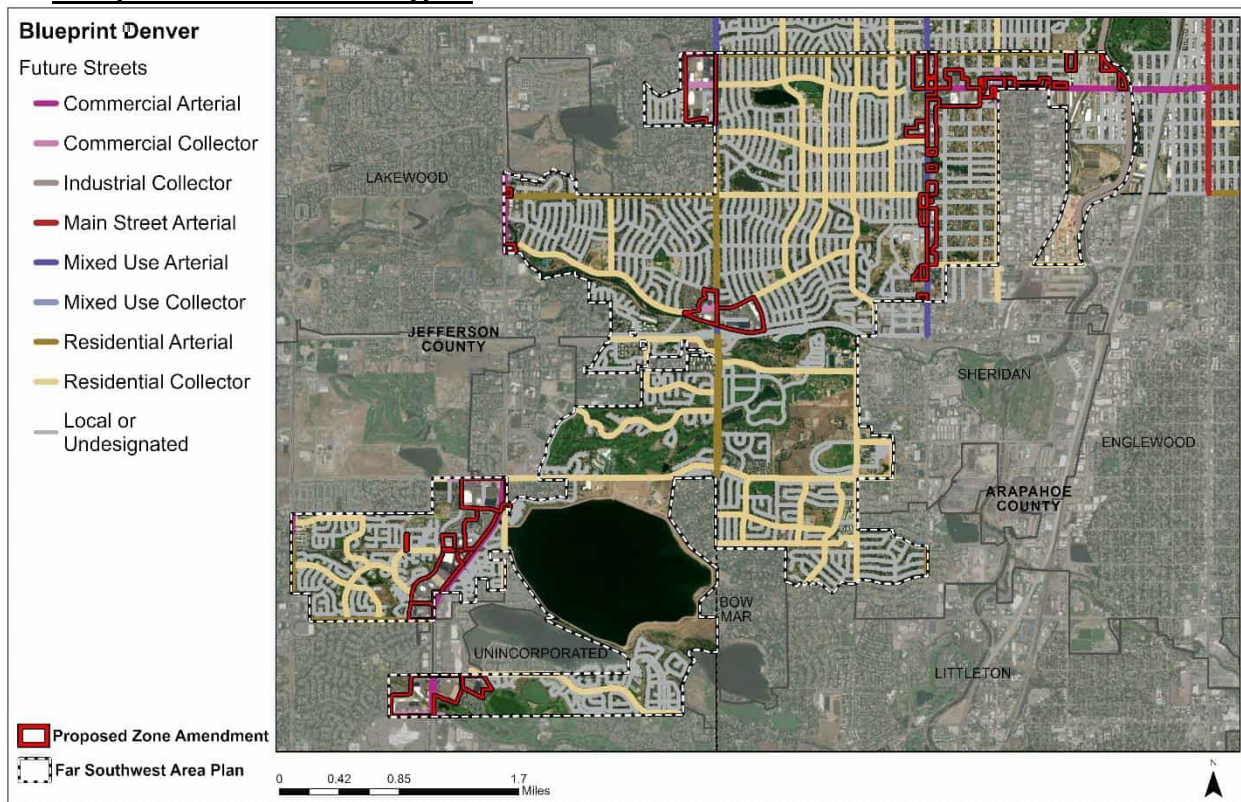 Blueprint Denver
Future Streets
Commercial Arterial
Commercial Collector
Industrial Collector
Main Street Arterial
Mixed Use Arterial
Mixed Use Collector
Residential Arterial
Residential Collector
Local or
Undesignated
Proposed Zone Amendment
Far Southwest Area Plan
LAKEWOOD
JEFFERSON
COUNTY
SHERIDAN
ENGLEWOOD
ARAPAHOE
COUNTY
BOW
MAR
UNINCORPORATED
LITTLETON
0 0.42 0.85 1.7
Miles
N